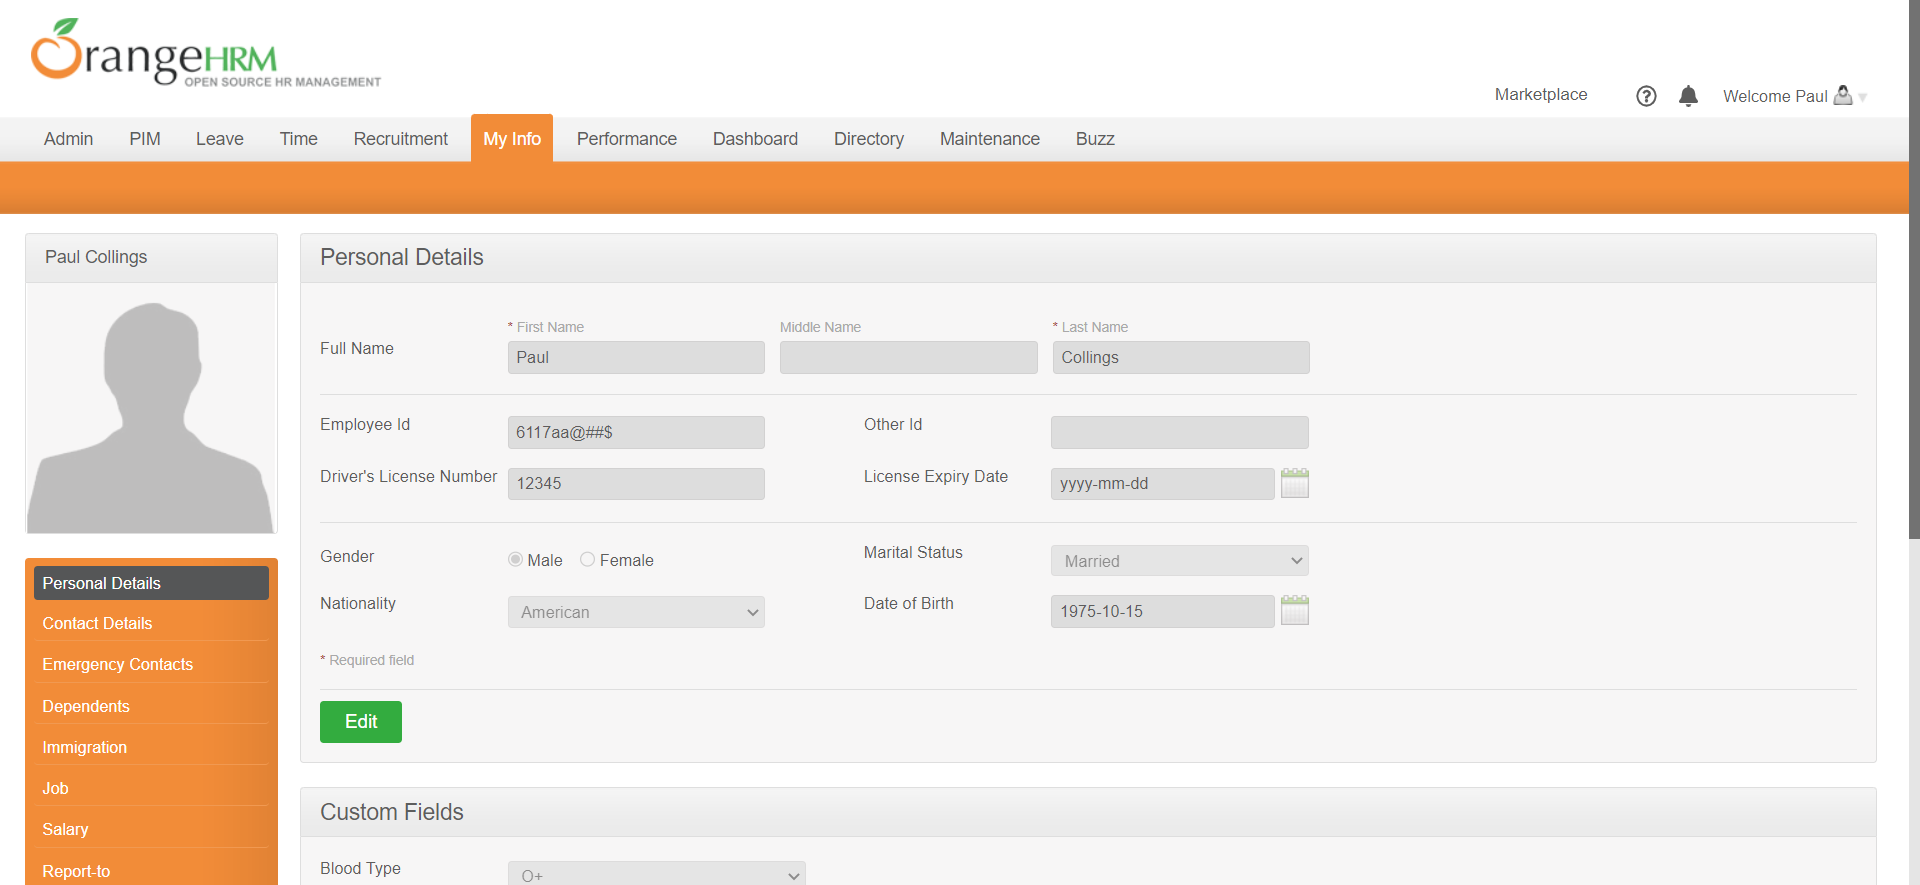 OrangeHRM
OPEN SOURCE HR MANAGEMENT
Marketplace
Welcome Paul
Admin PIM Leave Time Recruitment My Info Performance Dashboard Directory Maintenance Buzz
Paul Collings
Personal Details
Contact Details
Emergency Contacts
Dependents
Immigration
Job
Salary
Report-to
Personal Details
* First Name Middle Name * Last Name
Full Name Paul Collings
Employee Id 6117aa@##$ Other Id
Driver's License Number 12345 License Expiry Date yyyy-mm-dd
Gender Male Female Marital Status Married
Nationality American Date of Birth 1975-10-15
* Required field
Edit
Custom Fields
Blood Type O+